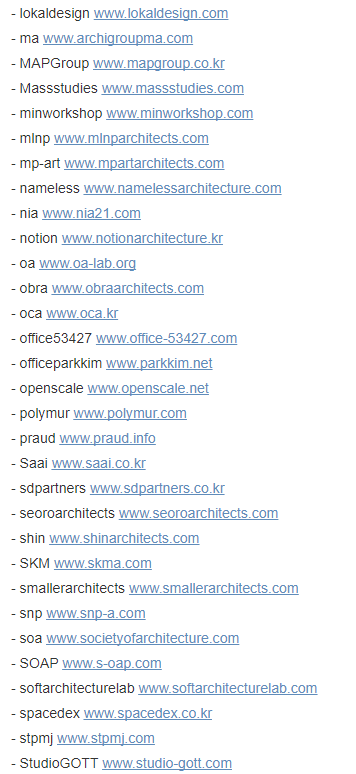 - lokaldesign www.lokaldesign.com
- ma www.archigroupma.com
- MAPGroup www.mapgroup.co.kr
- Massstudies www.massstudies.com
- minworkshop www.minworkshop.com
- mlnp www.mlnparchitects.com
- mp-art www.mpartarchitects.com
- nameless www.namelessarchitecture.com
- nia www.nia21.com
- notion www.notionarchitecture.kr
- oa www.oa-lab.org
- obra www.obraarchitects.com
- oca www.oca.kr
- office53427 www.office-53427.com
- officeparkkim www.parkkim.net
- openscale www.openscale.net
- polymur www.polymur.com
- praud www.praud.info
- Saai www.saai.co.kr
- sdpartners www.sdpartners.co.kr
- seoroarchitects www.seoroarchitects.com
- shin www.shinarchitects.com
- SKM www.skma.com
- smallerarchitects www.smallerarchitects.com
- snp www.snp-a.com
- soa www.societyofarchitecture.com
- SOAP www.s-oap.com
- softarchitecturelab www.softarchitecturelab.com
- spacedex www.spacedex.co.kr
- stpmj www.stpmj.com
- StudioGOTT www.studio-gott.com